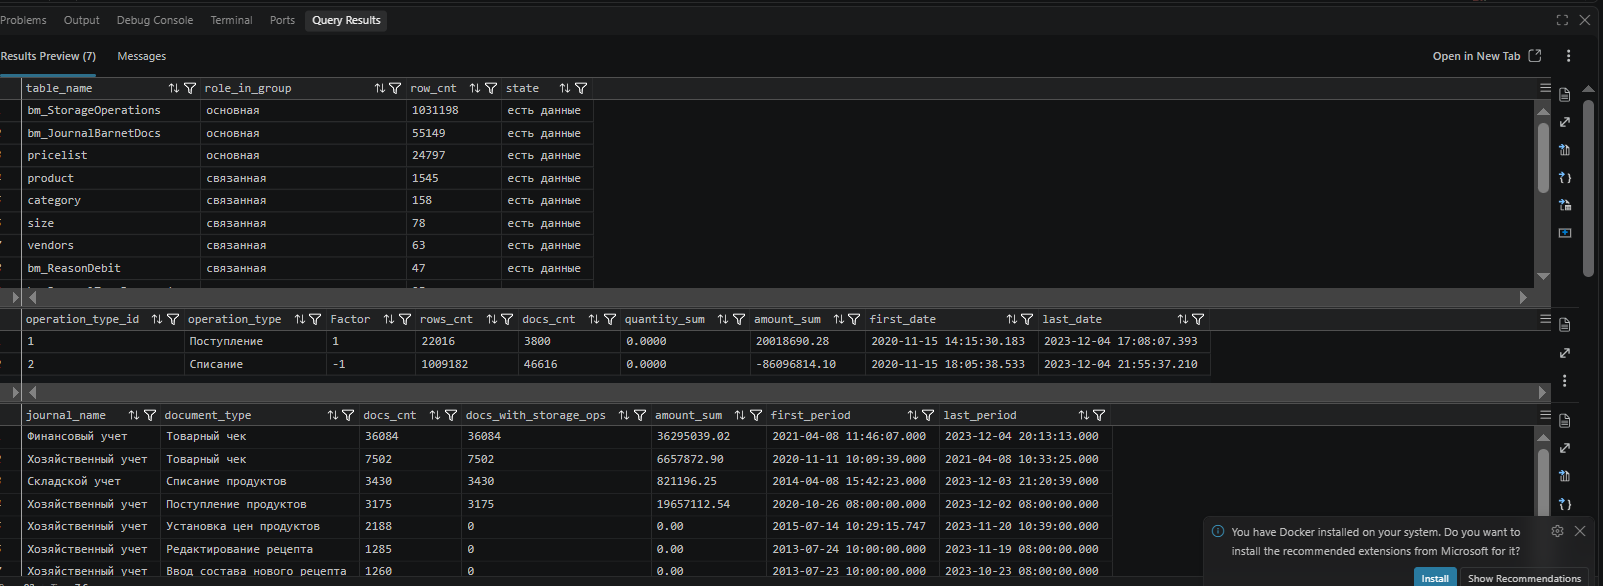 Problems Output Debug Console Terminal Ports Query Results
Results Preview (7) Messages Open in New Tab
table_name role_in_group row_cnt state
bm_StorageOperations основная 1031198 есть данные
bm_JournalBarnetDocs основная 55149 есть данные
pricelist основная 24797 есть данные
product связанная 1545 есть данные
category связанная 158 есть данные
size связанная 78 есть данные
vendors связанная 63 есть данные
bm_ReasonDebit связанная 47 есть данные
operation_type_id operation_type Factor rows_cnt docs_cnt quantity_sum amount_sum first_date last_date
1 Поступление 1 22016 3800 0.0000 20018690.28 2020-11-15 14:15:30.183 2023-12-04 17:08:07.393
2 Списание -1 1009182 46616 0.0000 -86096814.10 2020-11-15 18:05:38.533 2023-12-04 21:55:37.210
journal_name document_type docs_cnt docs_with_storage_ops amount_sum first_period last_period
Финансовый учет Товарный чек 36084 36084 36295039.02 2021-04-08 11:46:07.000 2023-12-04 20:13:13.000
Хозяйственный учет Товарный чек 7502 7502 6657872.90 2020-11-11 10:09:39.000 2021-04-08 10:33:25.000
Складской учет Списание продуктов 3430 3430 821196.25 2014-04-08 15:42:23.000 2023-12-03 21:20:39.000
Хозяйственный учет Поступление продуктов 3175 3175 19657112.54 2020-10-26 08:00:00.000 2023-12-02 08:00:00.000
Хозяйственный учет Установка цен продуктов 2188 0 0.00 2015-07-14 10:29:15.747 2023-11-20 10:39:00.000
Хозяйственный учет Редактирование рецепта 1285 0 0.00 2013-07-24 10:00:00.000 2023-11-19 08:00:00.000
Хозяйственный учет Ввод состава нового рецепта 1260 0 0.00 2013-07-23 10:00:00.000 2023-10-23 08:00:00.000
You have Docker installed on your system. Do you want to
install the recommended extensions from Microsoft for it?
Install Show Recommendations